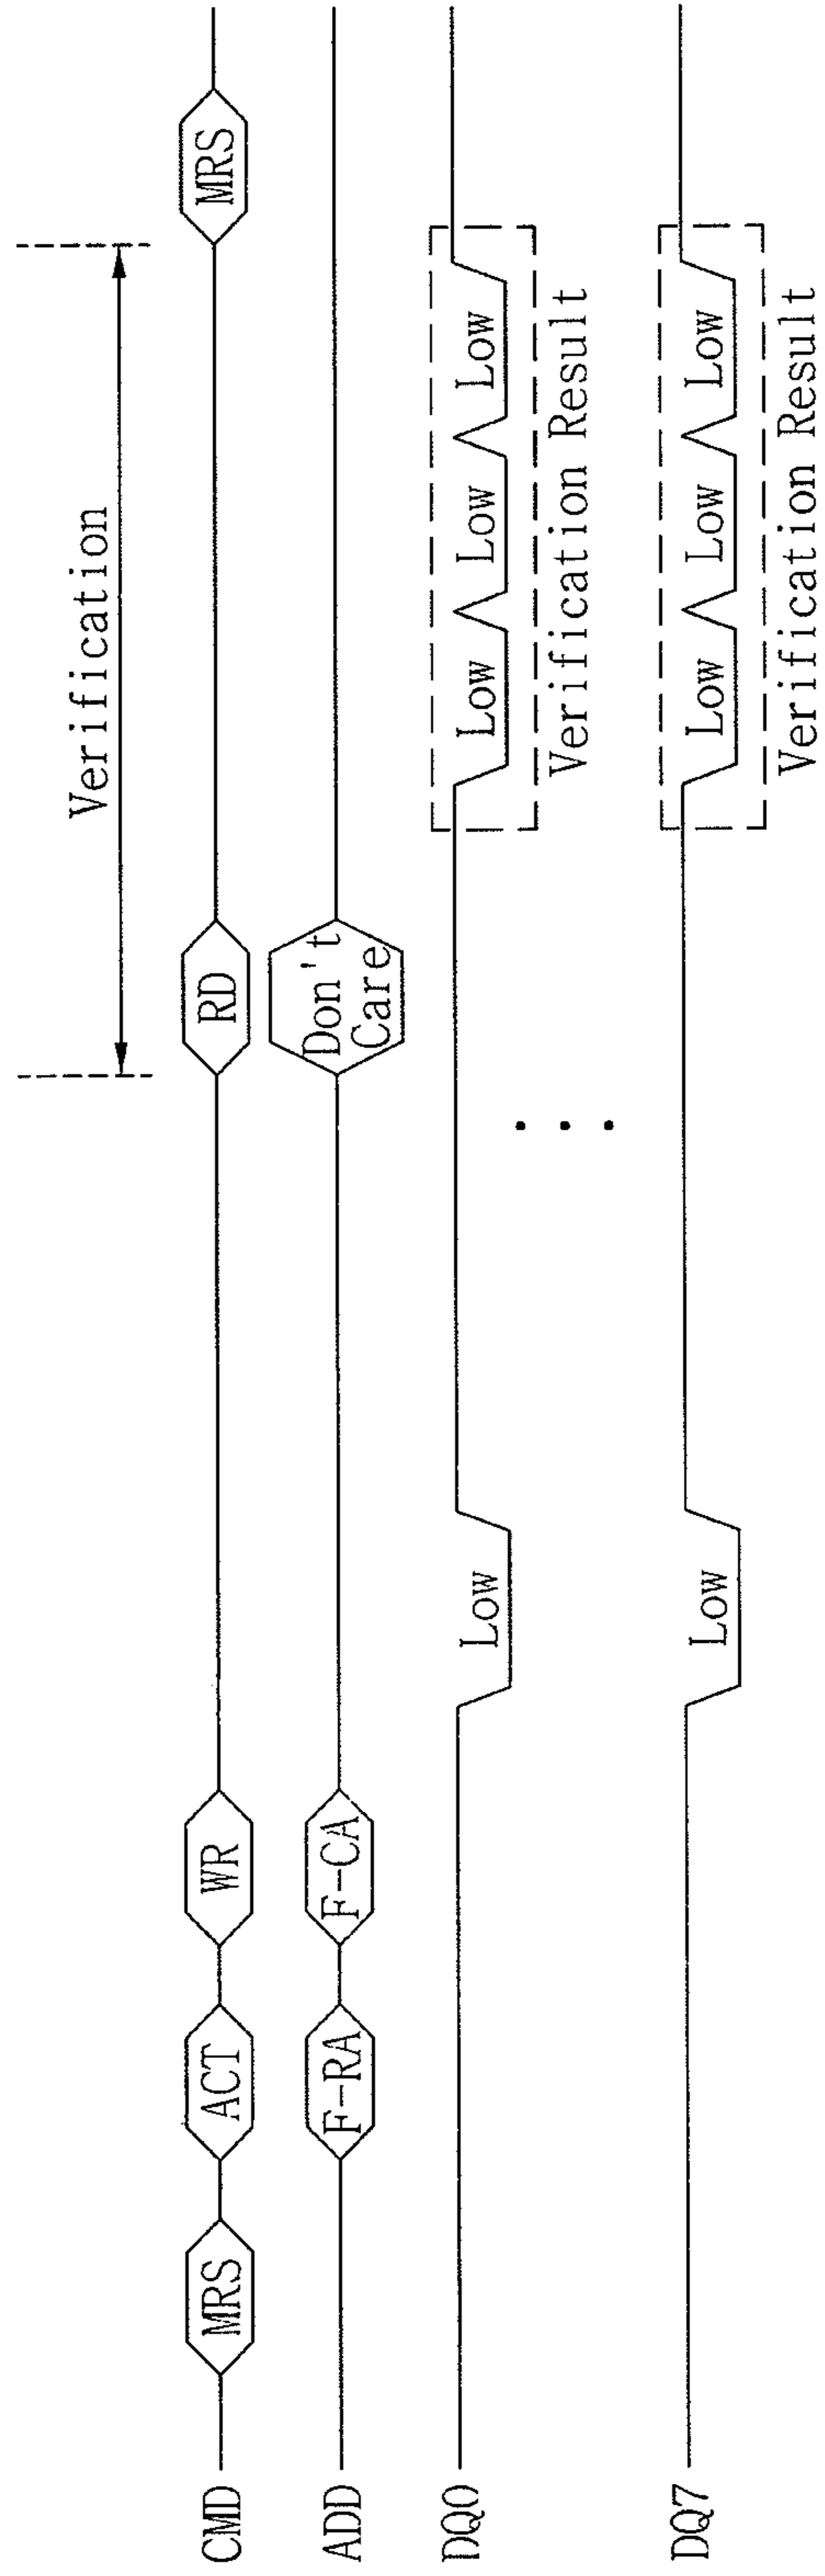 Verification
CMD MRS ACT WR RD MRS
ADD F-RA F-CA Don't
Care
DQ0 Low Low Low Low
Verification Result
DQ7 Low Low Low Low
Verification Result